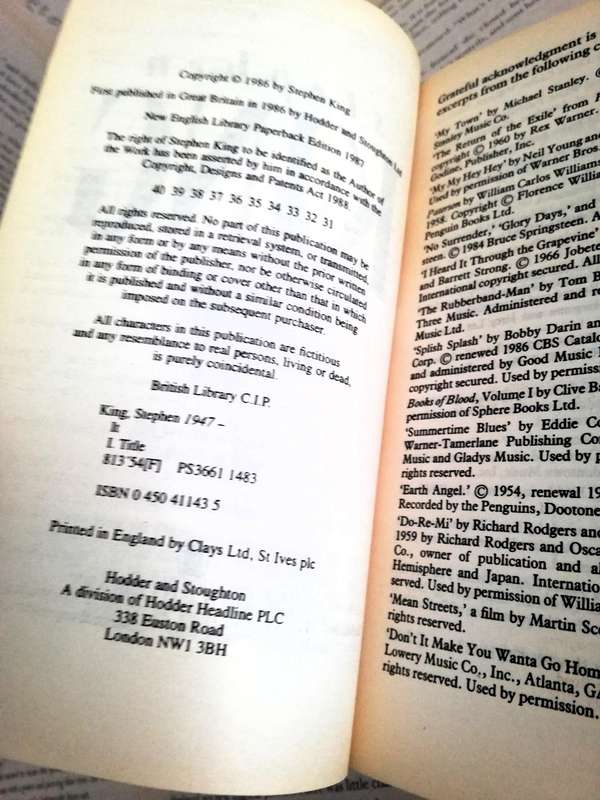 Copyright © 1986 by Stephen King
First published in Great Britain in 1986 by Hodder and Stoughton Ltd
New English Library Paperback Edition 1987
The right of Stephen King to be identified as the Author of
the Work has been asserted by him in accordance with the
Copyright, Designs and Patents Act 1988.
40 39 38 37 36 35 34 33 32 31
All rights reserved. No part of this publication may be
reproduced, stored in a retrieval system, or transmitted,
in any form or by any means without the prior written
permission of the publisher, nor be otherwise circulated
in any form of binding or cover other than that in which
it is published and without a similar condition being
imposed on the subsequent purchaser.
All characters in this publication are fictitious
and any resemblance to real persons, living or dead,
is purely coincidental.
British Library C.I.P.
King, Stephen 1947 –
It
I. Title
813'54[F] PS3661 1483
ISBN 0 450 41143 5
Printed in England by Clays Ltd, St Ives plc
Hodder and Stoughton
A division of Hodder Headline PLC
338 Euston Road
London NW1 3BH
Grateful acknowledgment is
excerpts from the following c
'My Town' by Michael Stanley. ©
Stanley Music Co.
'The Return of the Exile' from
copyright © 1960 by Rex Warner.
Godine, Publisher, Inc.
'My My Hey Hey' by Neil Young an
Used by permission of Warner Bros.
Paterson by William Carlos Williams
1958. Copyright © Florence Willia
Penguin Books Ltd.
'No Surrender,' 'Glory Days,' and
steen. © 1984 Bruce Springsteen. A
'I Heard It Through the Grapevine'
and Barrett Strong. © 1966 Jobete
International copyright secured. All
'The Rubberband-Man' by Tom B
Three Music. Administered and r
Music Ltd.
'Splish Splash' by Bobby Darin and
Corp. © renewed 1986 CBS Catalo
and administered by Good Music
copyright secured. Used by permiss
Books of Blood, Volume I by Clive Ba
permission of Sphere Books Ltd.
'Summertime Blues' by Eddie Co
Warner-Tamerlane Publishing Co
Music and Gladys Music. Used by p
rights reserved.
'Earth Angel.' © 1954, renewal 19
Recorded by the Penguins, Dootone
'Do-Re-Mi' by Richard Rodgers and
1959 by Richard Rodgers and Osca
Co., owner of publication and al
Hemisphere and Japan. Internatio
served. Used by permission of Willia
'Mean Streets,' a film by Martin Sco
rights reserved.
'Don't It Make You Wanta Go Hom
Lowery Music Co., Inc., Atlanta, GA
rights reserved. Used by permission.